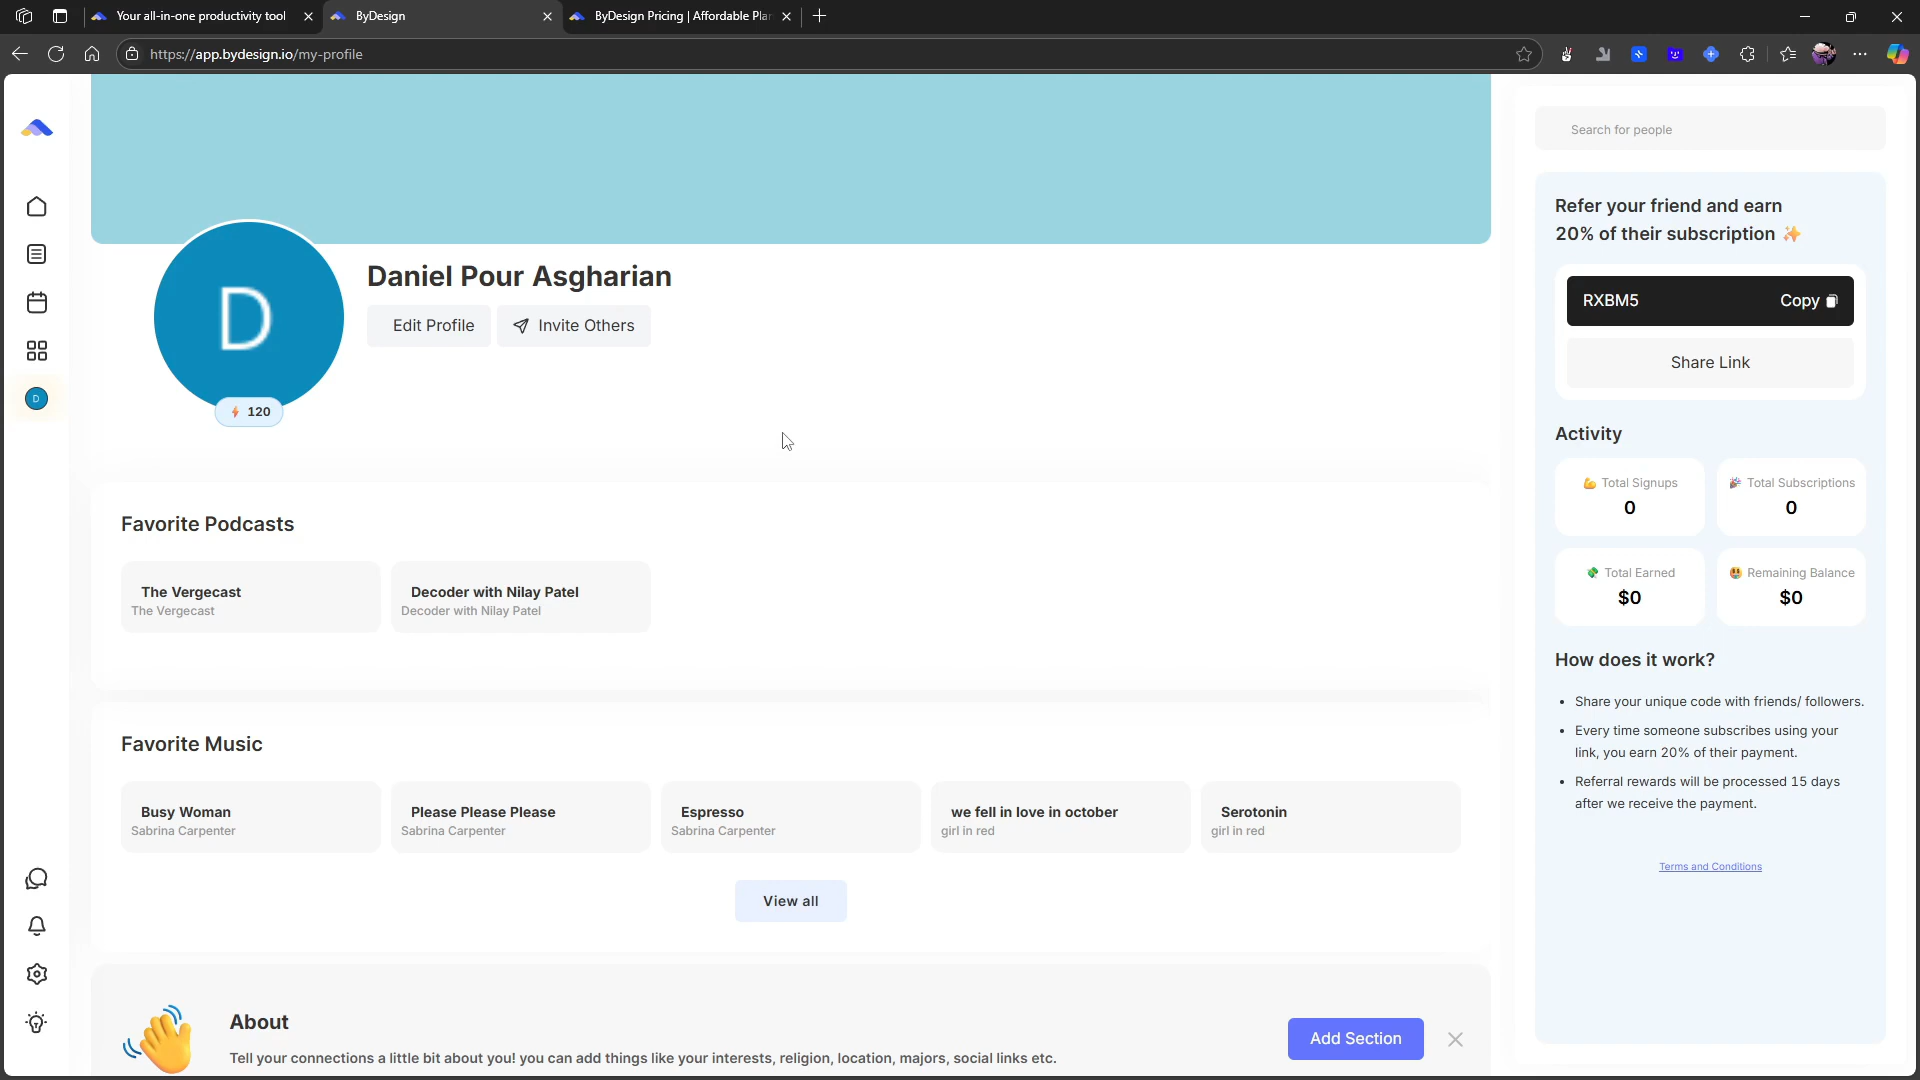 Your all-in-one productivity tool
ByDesign
ByDesign Pricing | Affordable Plan
https://app.bydesign.io/my-profile
D
Daniel Pour Asgharian
Edit Profile
Invite Others
120
D
Favorite Podcasts
The Vergecast
The Vergecast
Decoder with Nilay Patel
Decoder with Nilay Patel
Favorite Music
Busy Woman
Sabrina Carpenter
Please Please Please
Sabrina Carpenter
Espresso
Sabrina Carpenter
we fell in love in october
girl in red
Serotonin
girl in red
View all
About
Tell your connections a little bit about you! you can add things like your interests, religion, location, majors, social links etc.
Add Section
Search for people
Refer your friend and earn
20% of their subscription ✨
RXBM5
Copy
Share Link
Activity
💪 Total Signups
0
🎉 Total Subscriptions
0
💸 Total Earned
$0
🤑 Remaining Balance
$0
How does it work?
• Share your unique code with friends/ followers.
• Every time someone subscribes using your
link, you earn 20% of their payment.
• Referral rewards will be processed 15 days
after we receive the payment.
Terms and Conditions